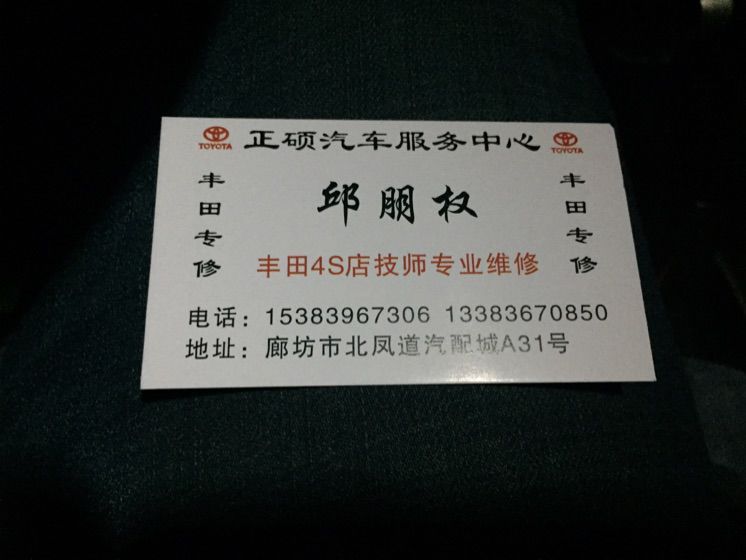 TOYOTA 正硕汽车服务中心 TOYOTA
丰田专修
邱朋权
丰田专修
丰田4S店技师专业维修
电话：15383967306 13383670850
地址：廊坊市北凤道汽配城A31号